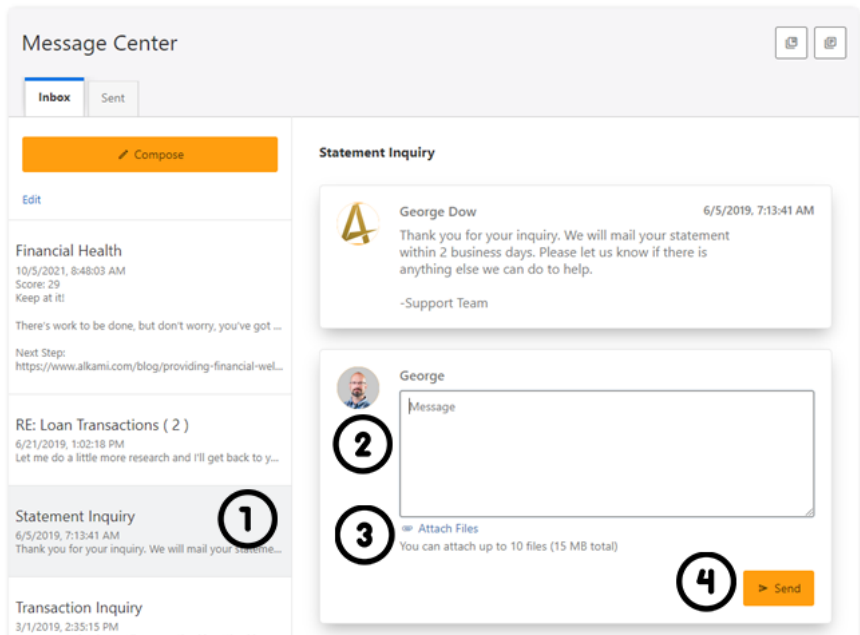 Message Center
Inbox
Sent
Compose
Edit
Financial Health
10/5/2021, 8:48:03 AM
Score: 29
Keep at it!
There's work to be done, but don't worry, you've got ...
Next Step:
https://www.alkami.com/blog/providing-financial-wel...
RE: Loan Transactions ( 2 )
6/21/2019, 1:02:18 PM
Let me do a little more research and I'll get back to y...
Statement Inquiry
6/5/2019, 7:13:41 AM
Thank you for your inquiry. We will mail your stateme...
1
Transaction Inquiry
3/1/2019, 2:35:15 PM
Statement Inquiry
George Dow
6/5/2019, 7:13:41 AM
Thank you for your inquiry. We will mail your statement
within 2 business days. Please let us know if there is
anything else we can do to help.
-Support Team
George
Message
2
3
Attach Files
You can attach up to 10 files (15 MB total)
4
Send